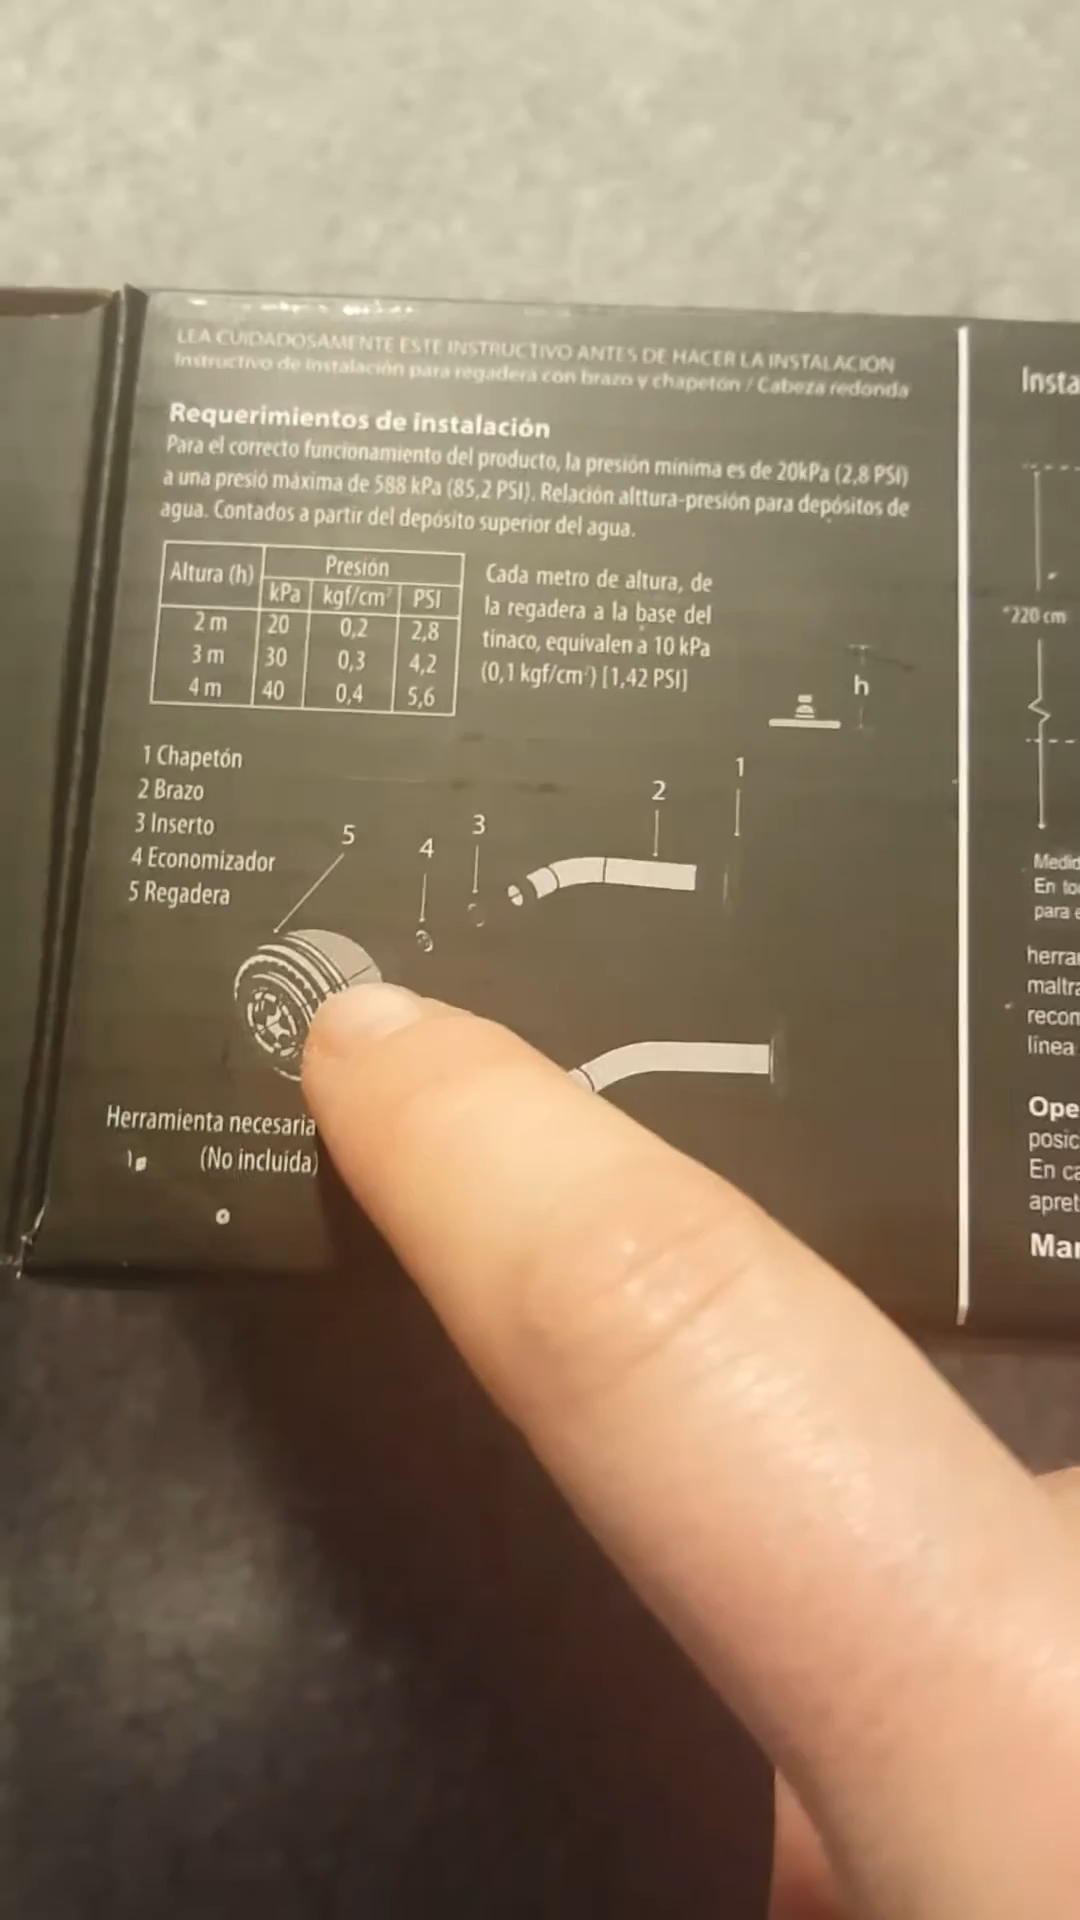 LEA CUIDADOSAMENTE ESTE INSTRUCTIVO ANTES DE HACER LA INSTALACIÓN
Instructivo de instalación para regadera con brazo y chapetón / Cabeza redonda
Requerimientos de instalación
Para el correcto funcionamiento del producto, la presión mínima es de 20kPa (2,8 PSI)
a una presió máxima de 588 kPa (85,2 PSI). Relación alttura-presión para depósitos de
agua. Contados a partir del depósito superior del agua.
Altura (h) Presión
kPa kgf/cm² PSI
2 m 20 0,2 2,8
3 m 30 0,3 4,2
4 m 40 0,4 5,6
Cada metro de altura, de
la regadera a la base del
tinaco, equivalen a 10 kPa
(0,1 kgf/cm²) [1,42 PSI]
h
1 Chapetón
2 Brazo
3 Inserto
4 Economizador
5 Regadera
5
4
3
2
1
Herramienta necesaria
(No incluida)
Insta
*220 cm
Medid
En to
para e
herra
maltra
recom
línea
Ope
posic
En ca
apret
Man